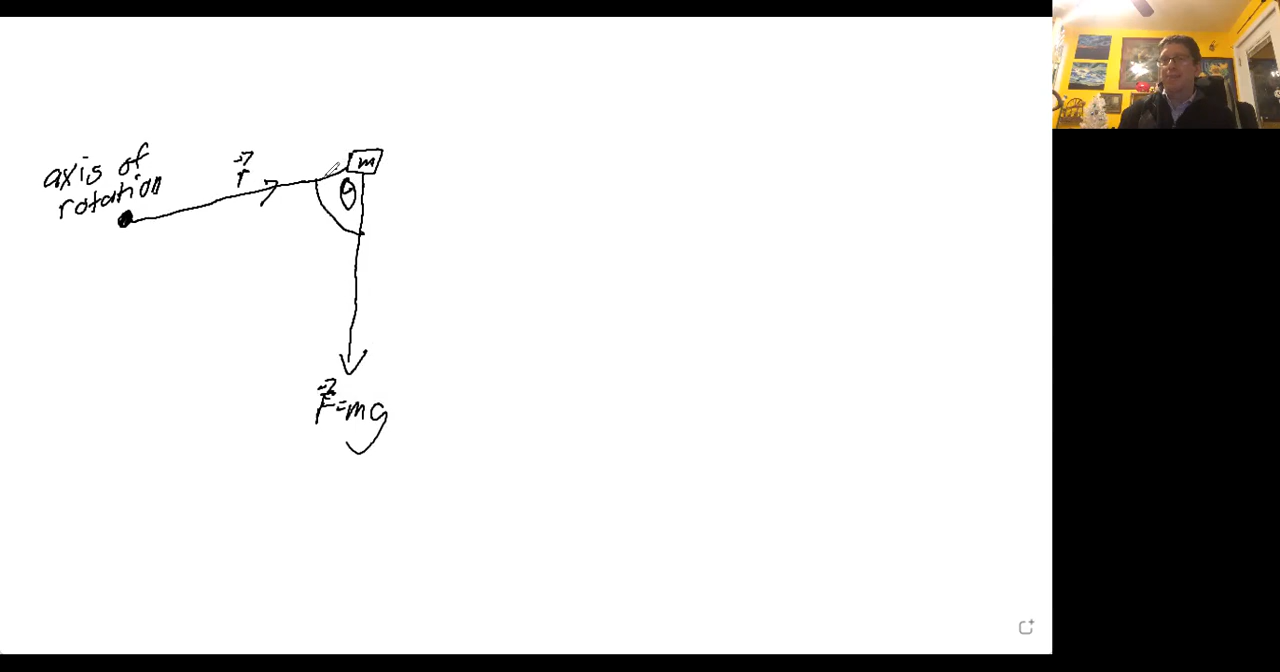 axis of
rotation
r⃗
m
θ
F⃗=mg